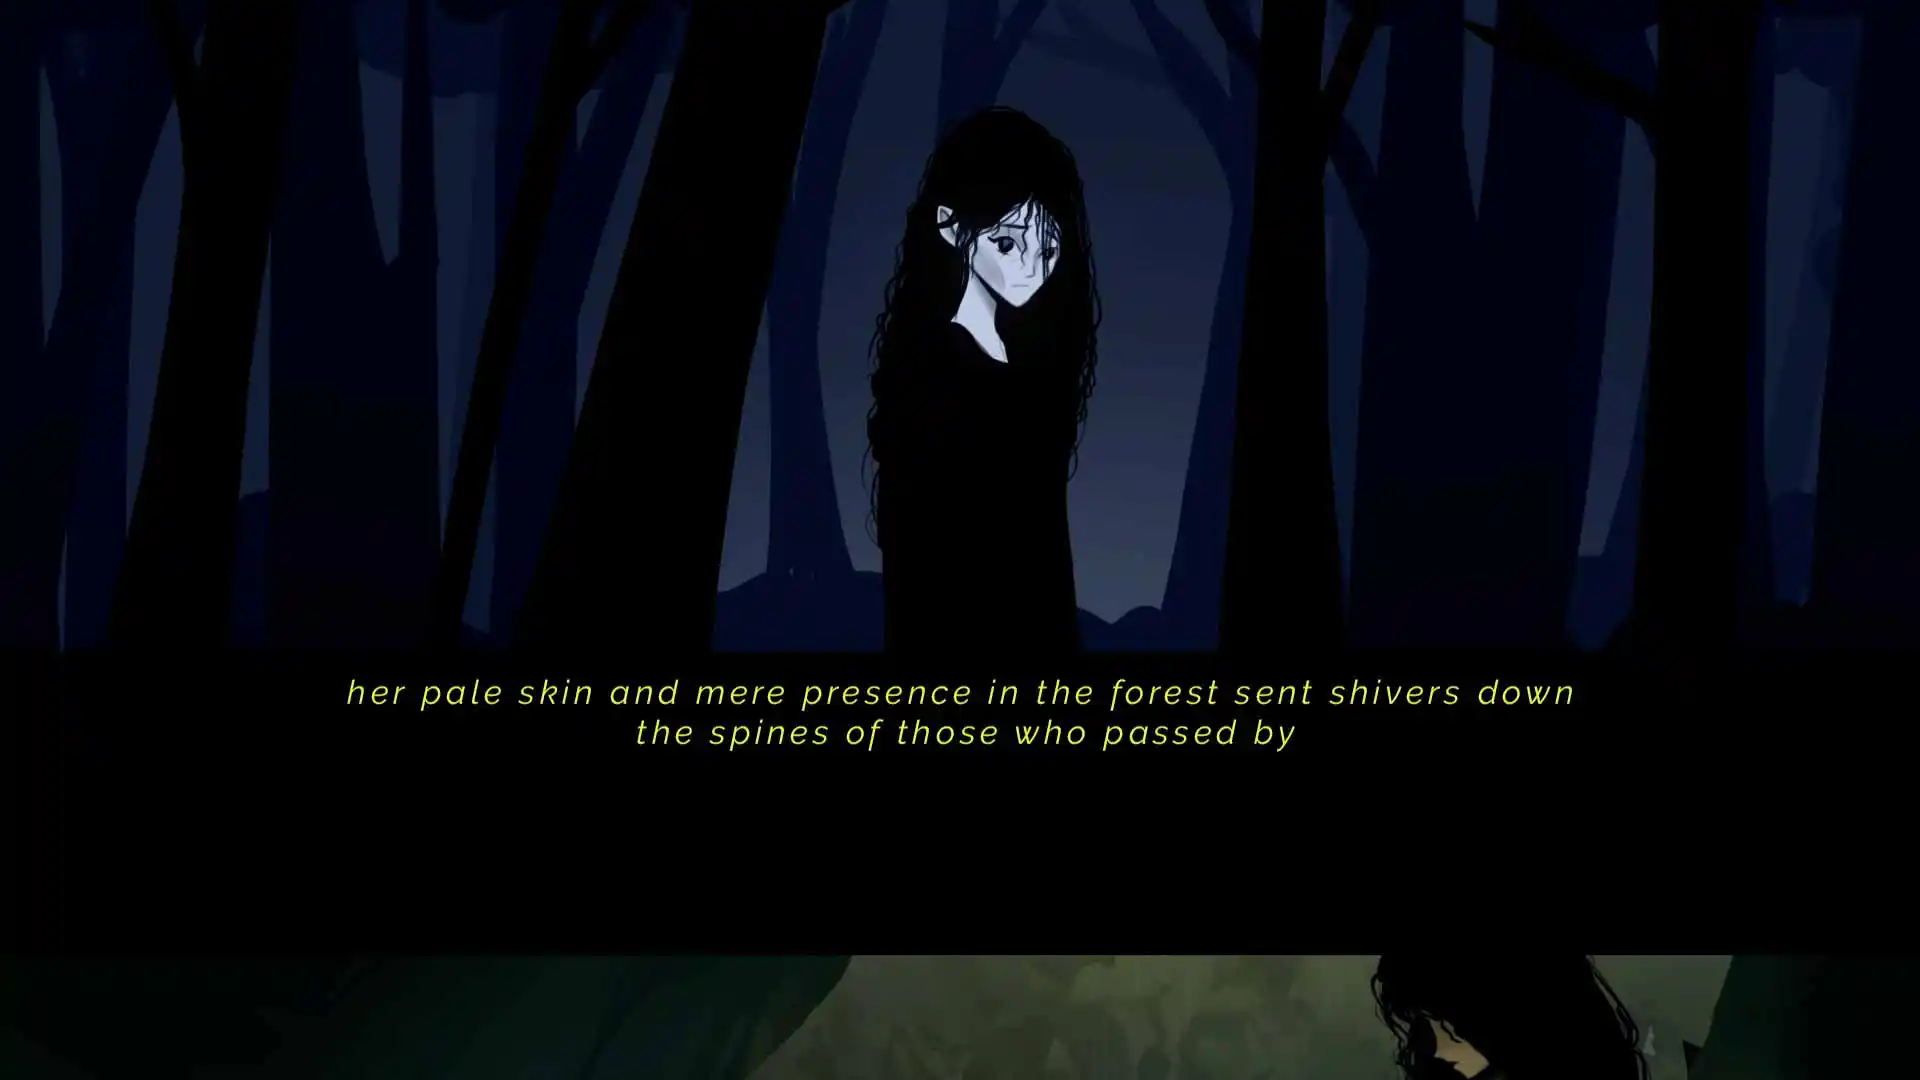 her pale skin and mere presence in the forest sent shivers down
the spines of those who passed by